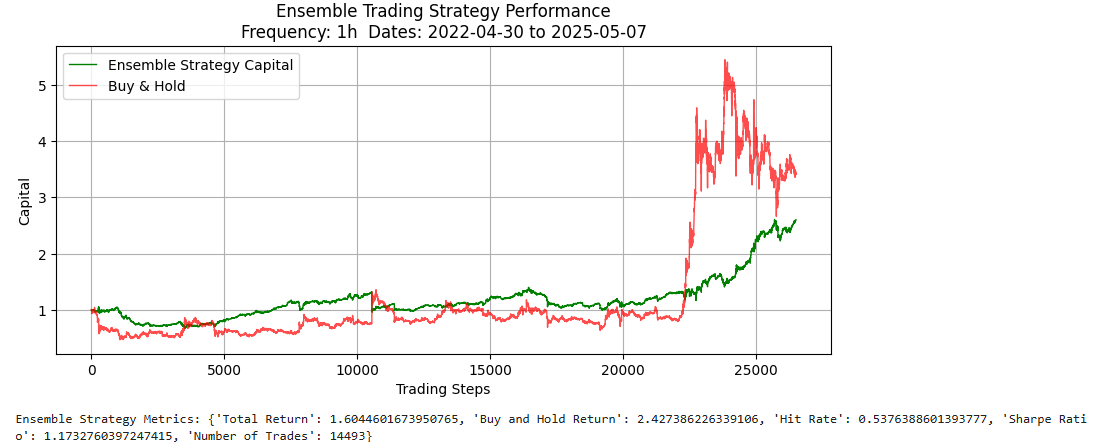 Ensemble Trading Strategy Performance
Frequency: 1h  Dates: 2022-04-30 to 2025-05-07
Ensemble Strategy Capital
Buy & Hold
5
4
3
2
1
Capital
0
5000
10000
15000
20000
25000
Trading Steps
Ensemble Strategy Metrics: {'Total Return': 1.6044601673950765, 'Buy and Hold Return': 2.427386226339106, 'Hit Rate': 0.5376388601393777, 'Sharpe Rati
o': 1.1732760397247415, 'Number of Trades': 14493}